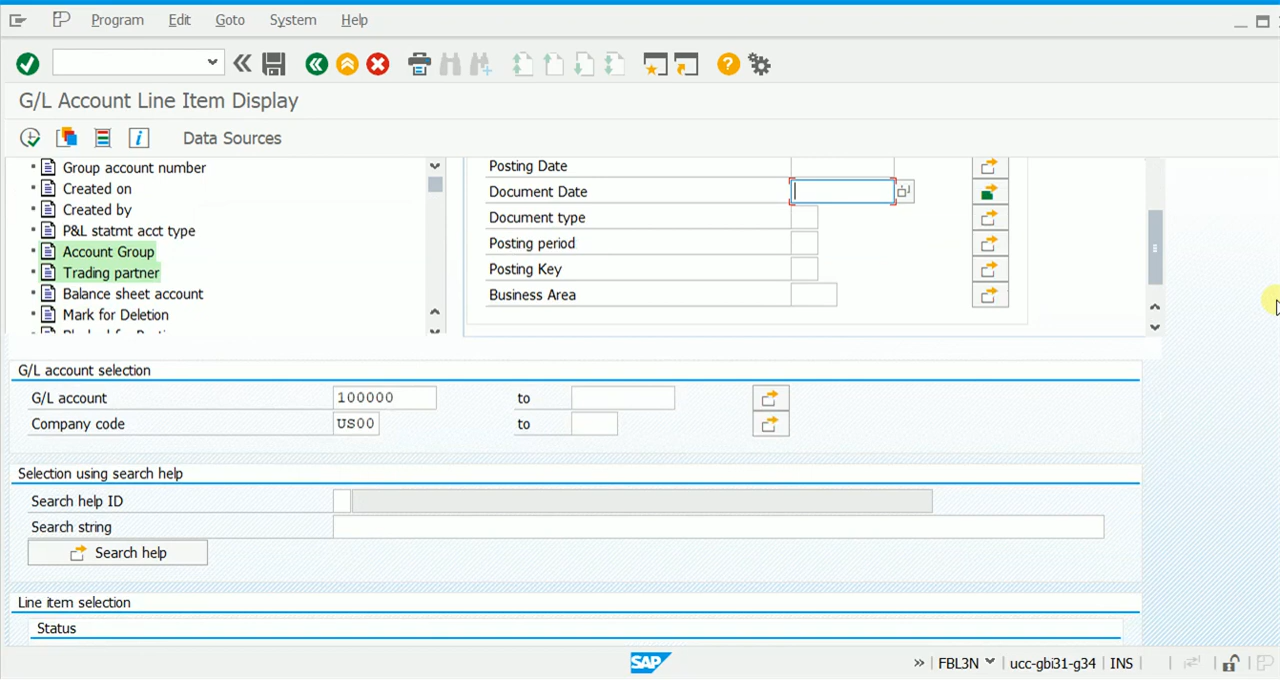 Program Edit Goto System Help
G/L Account Line Item Display
Data Sources
Group account number
Created on
Created by
P&L statmt acct type
Account Group
Trading partner
Balance sheet account
Mark for Deletion
Posting Date
Document Date
Document type
Posting period
Posting Key
Business Area
G/L account selection
G/L account 100000 to
Company code US00 to
Selection using search help
Search help ID
Search string
Search help
Line item selection
Status
SAP FBL3N ucc-gbi31-g34 INS